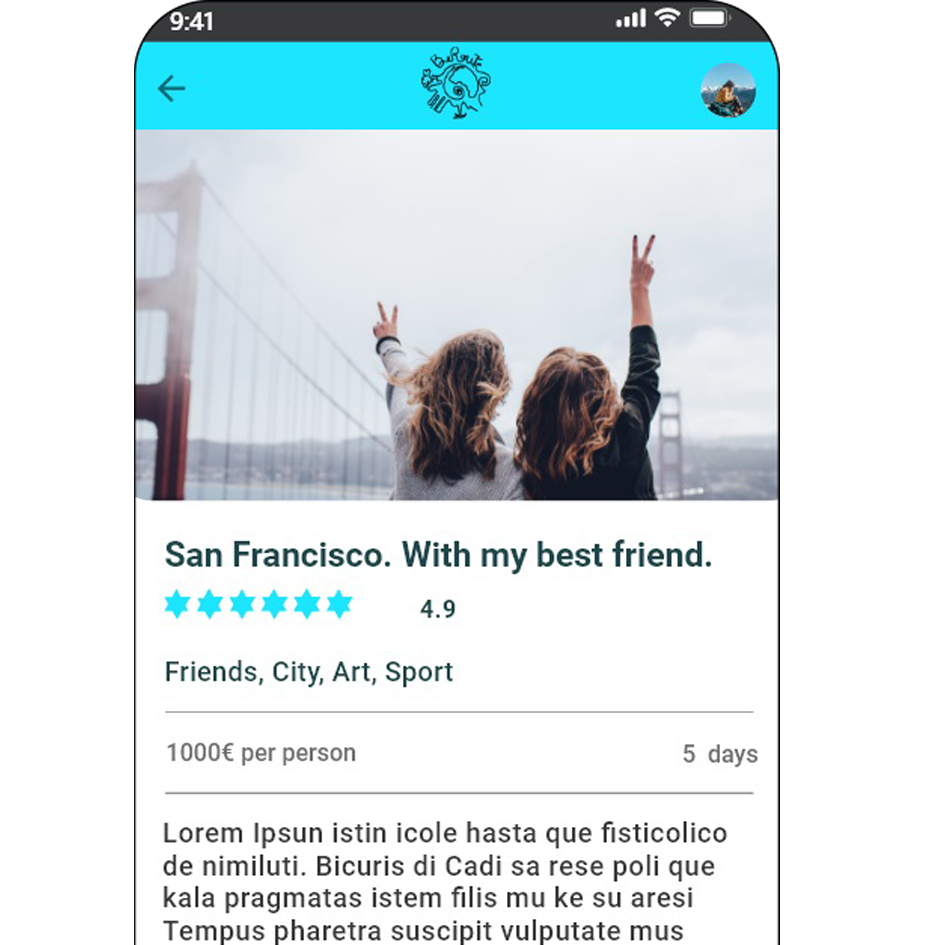 9:41
BeRoute
San Francisco. With my best friend.
4.9
Friends, City, Art, Sport
1000€ per person
5 days
Lorem Ipsun istin icole hasta que fisticolico
de nimiluti. Bicuris di Cadi sa rese poli que
kala pragmatas istem filis mu ke su aresi
Tempus pharetra suscipit vulputate mus